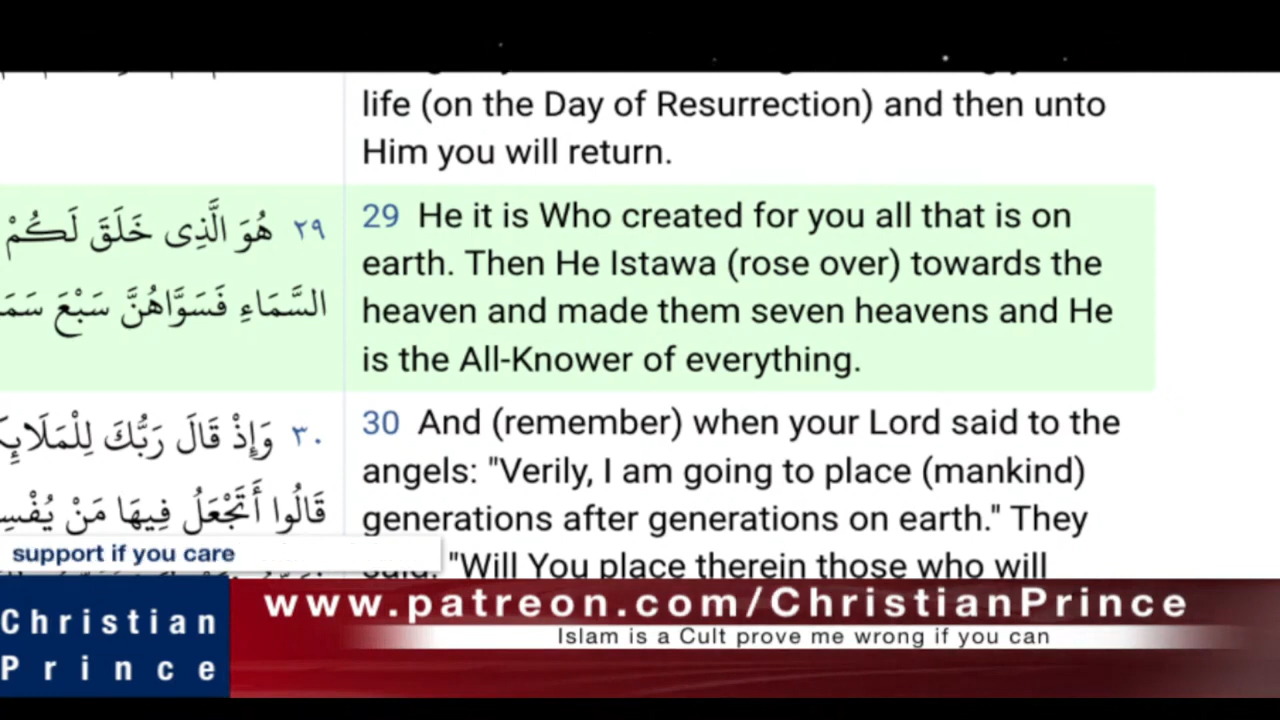 life (on the Day of Resurrection) and then unto
Him you will return.
٢٩ هُوَ الَّذِى خَلَقَ لَكُمْ
السَّمَاءِ فَسَوَّاهُنَّ سَبْعَ
29 He it is Who created for you all that is on
earth. Then He Istawa (rose over) towards the
heaven and made them seven heavens and He
is the All-Knower of everything.
٣٠ وَإِذْ قَالَ رَبُّكَ
قَالُوا أَتَجْعَلُ فِيهَا مَنْ
30 And (remember) when your Lord said to the
angels: "Verily, I am going to place (mankind)
generations after generations on earth." They
"Will You place therein those who will
support if you care
Christian
Prince
www.patreon.com/ChristianPrince
Islam is a Cult prove me wrong if you can